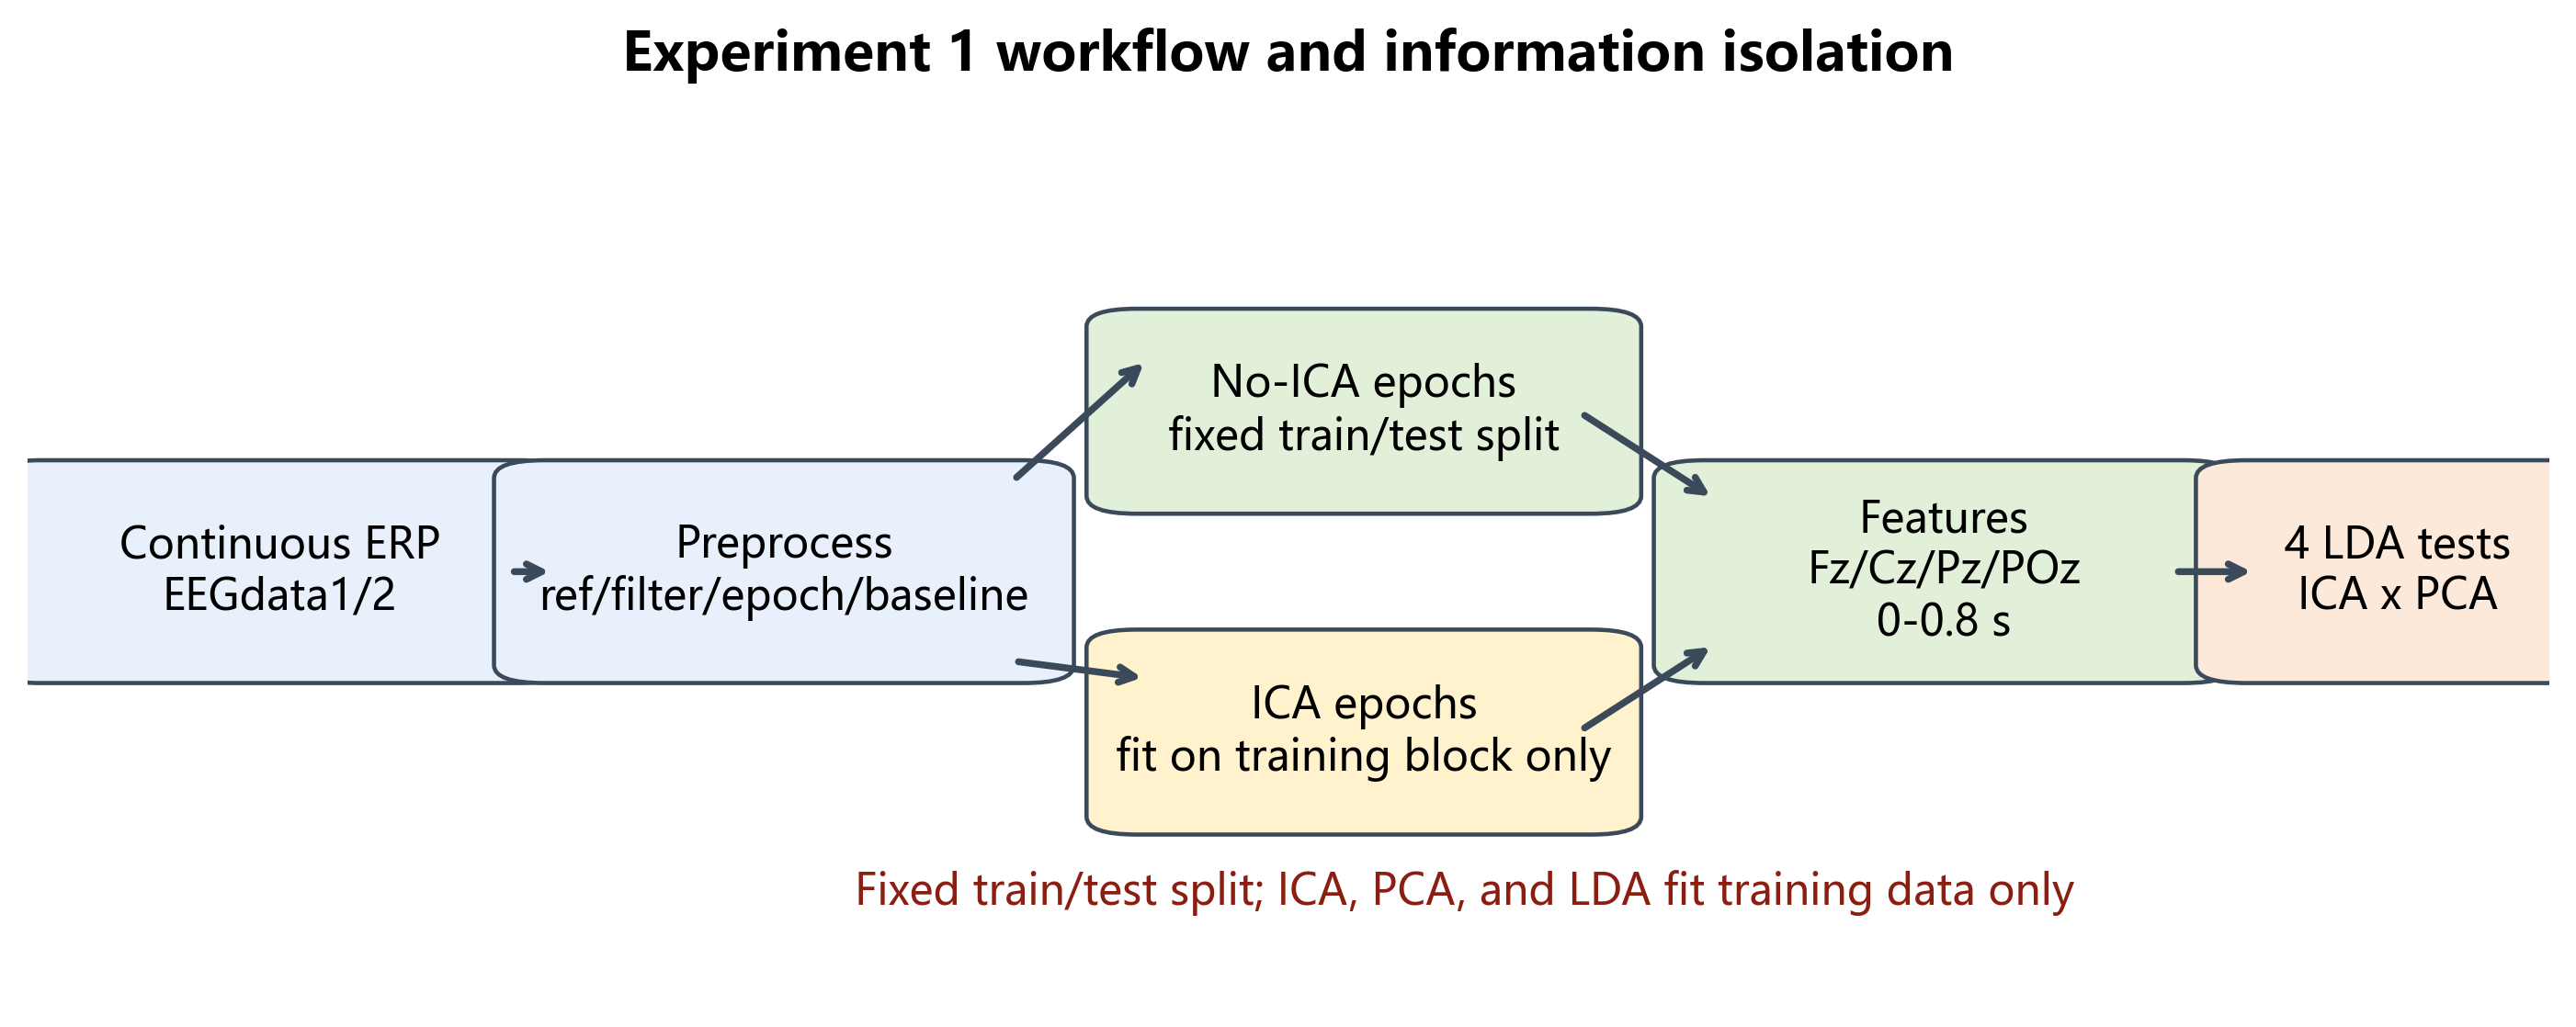 Experiment 1 workflow and information isolation
Continuous ERP
EEGdata1/2
Preprocess
ref/filter/epoch/baseline
No-ICA epochs
fixed train/test split
ICA epochs
fit on training block only
Features
Fz/Cz/Pz/POz
0-0.8 s
4 LDA tests
ICA x PCA
Fixed train/test split; ICA, PCA, and LDA fit training data only